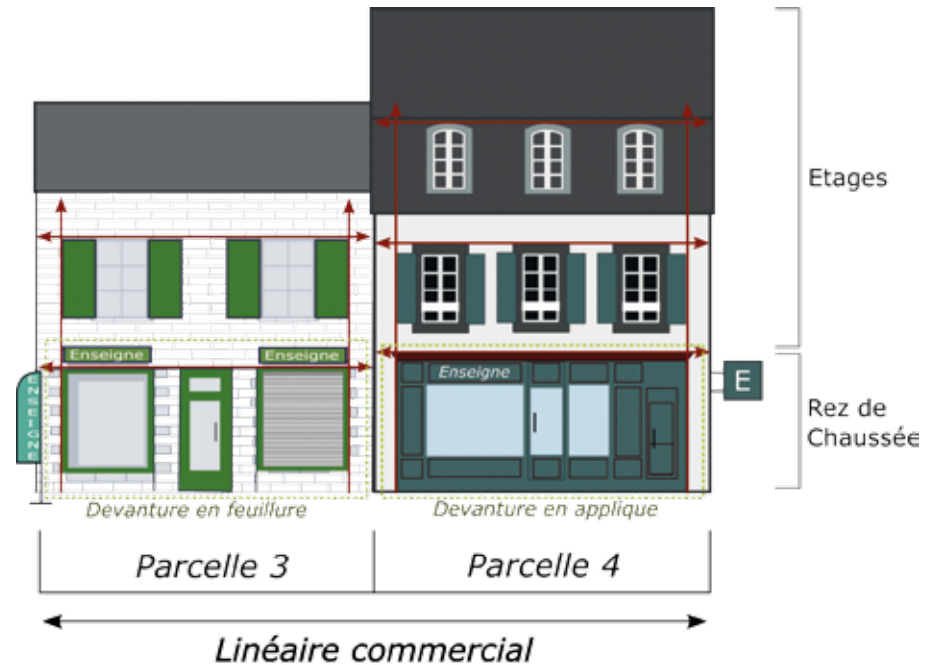 Etages
Enseigne
Enseigne
ENSEIGNE
Enseigne
E
Rez de
Chaussée
Devanture en feuillure
Devanture en applique
Parcelle 3
Parcelle 4
Linéaire commercial